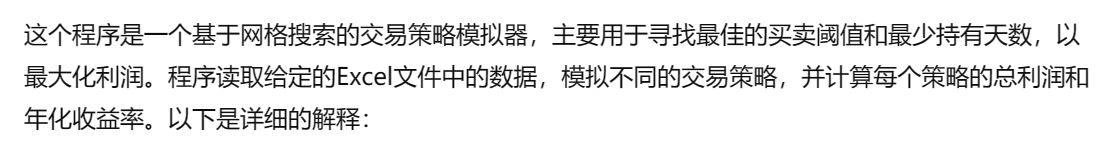 这个程序是一个基于网格搜索的交易策略模拟器，主要用于寻找最佳的买卖阈值和最少持有天数，以
最大化利润。程序读取给定的Excel文件中的数据，模拟不同的交易策略，并计算每个策略的总利润和
年化收益率。以下是详细的解释：